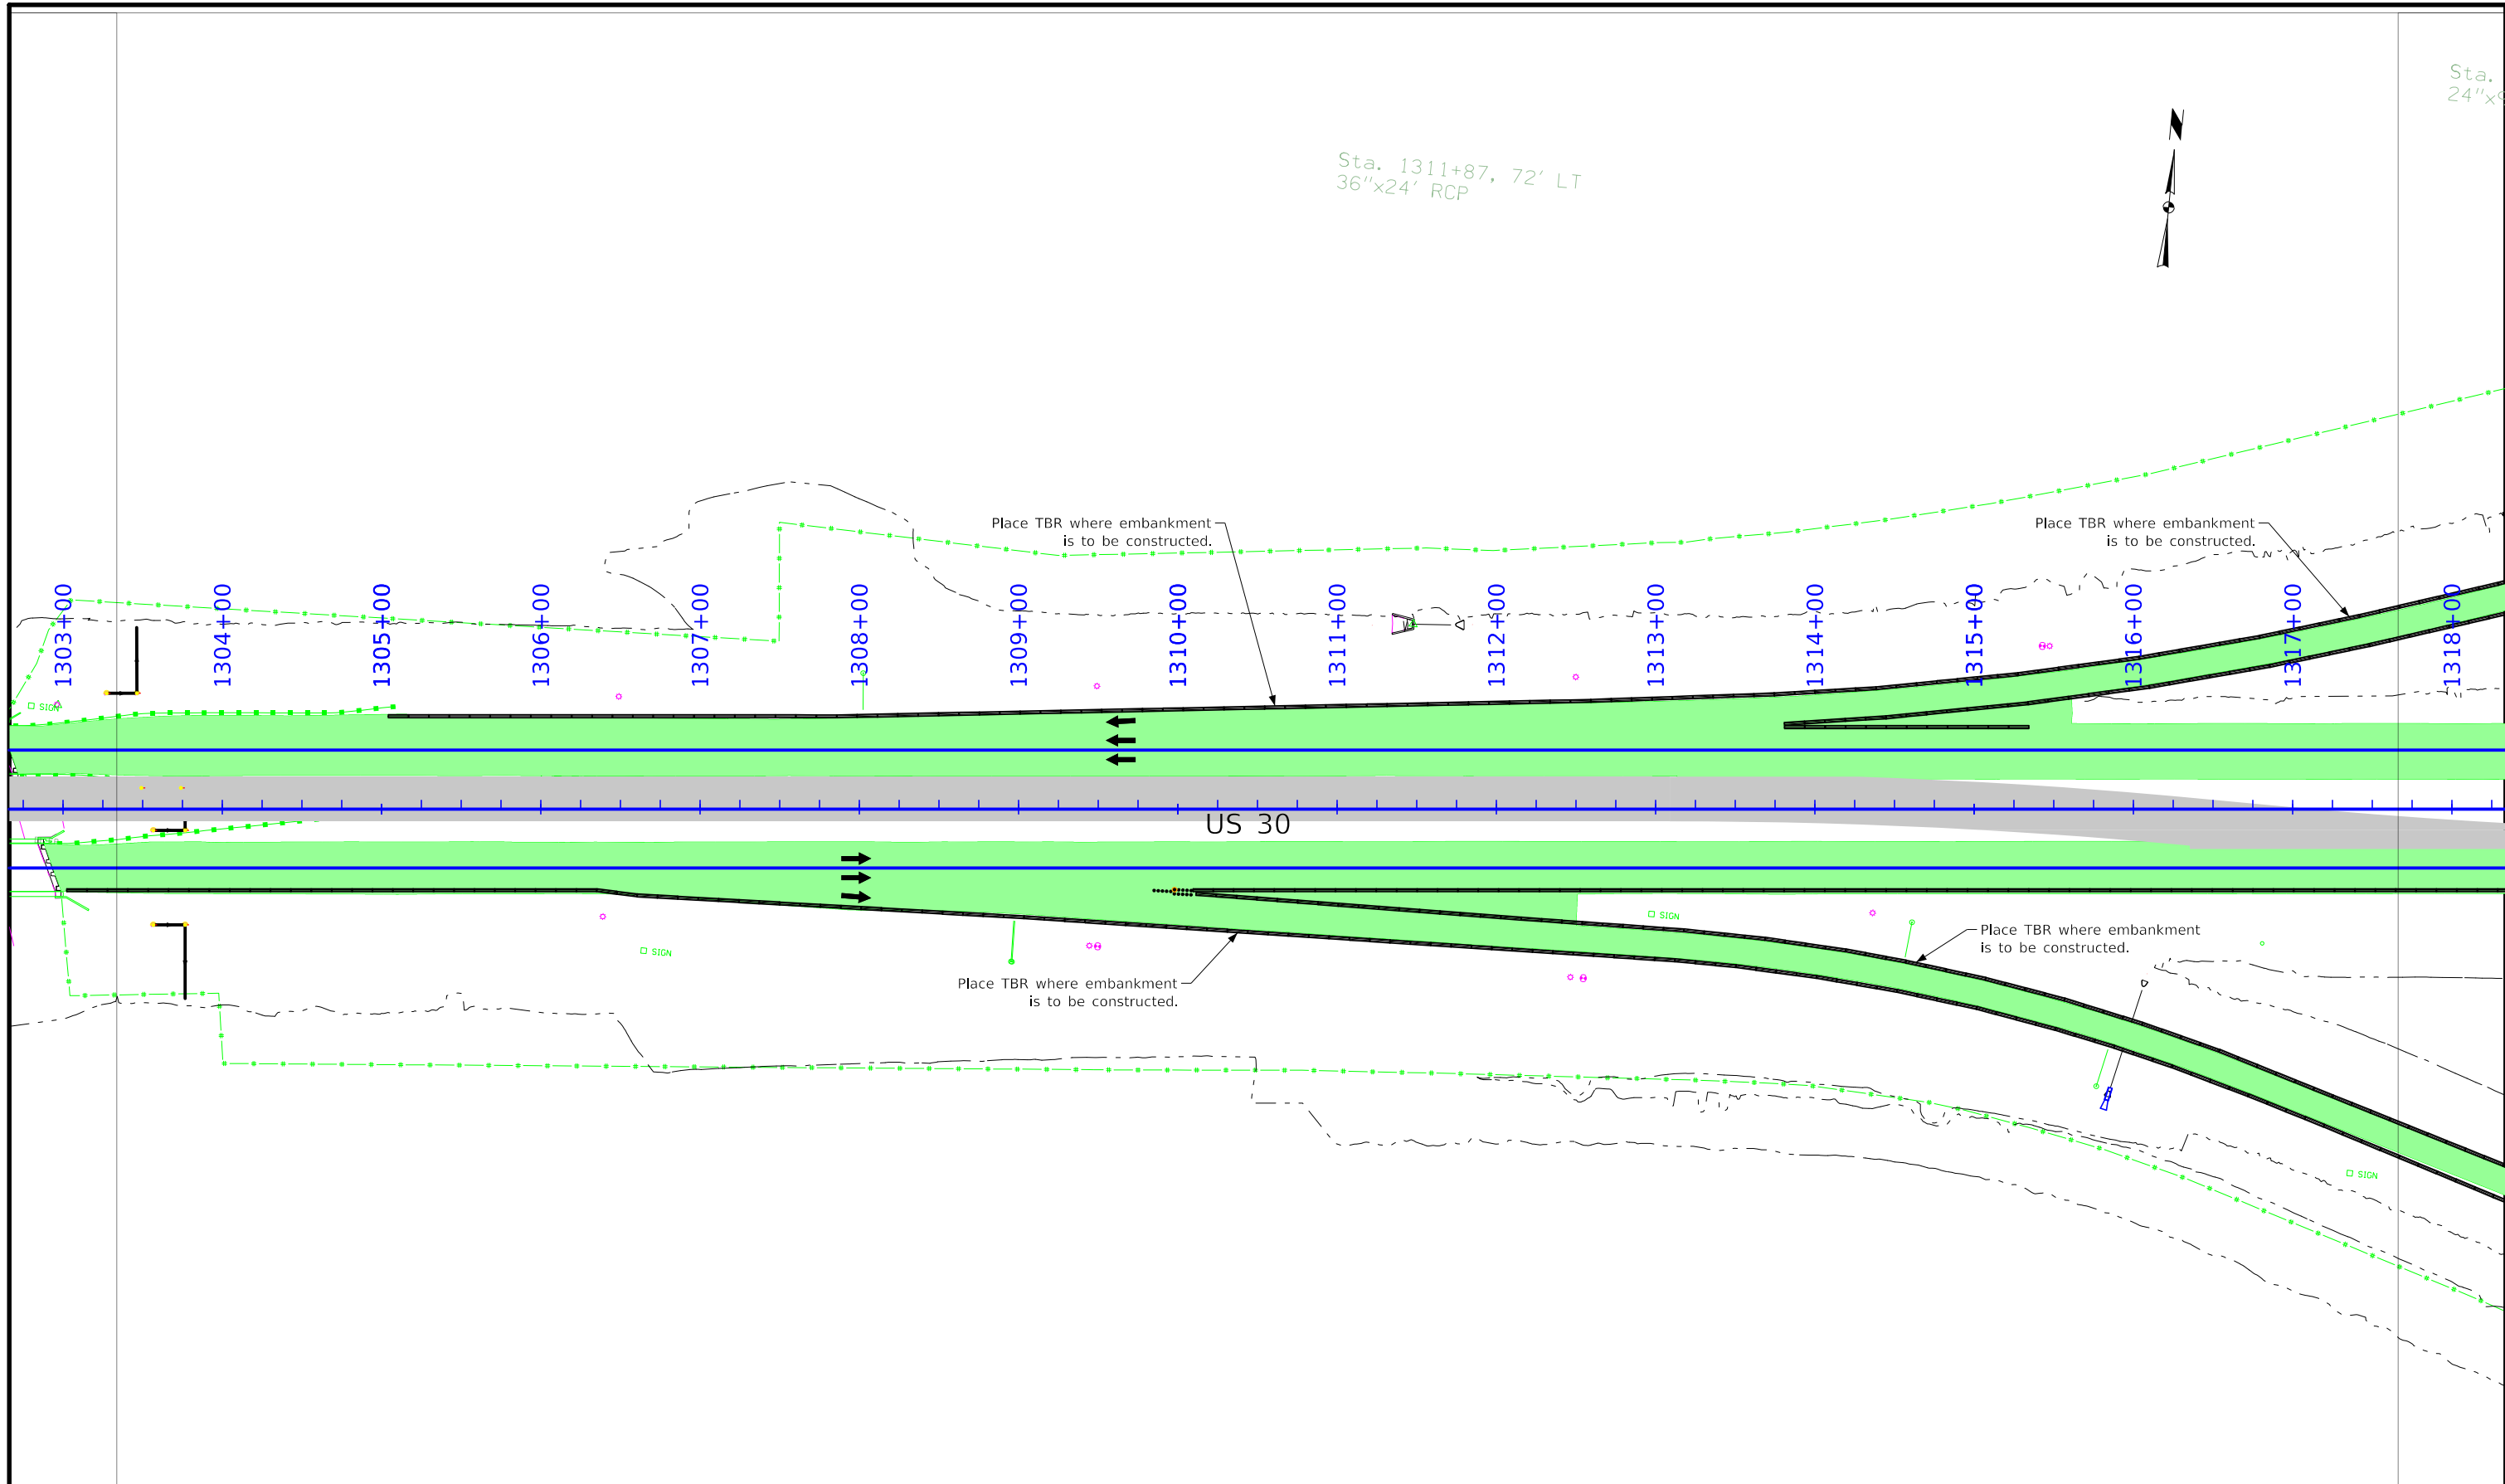 Sta.
24"x
N
Sta. 1311+87, 72' LT
36"x24' RCP
Place TBR where embankment
is to be constructed.
Place TBR where embankment
is to be constructed.
1303+00
1304+00
1305+00
1306+00
1307+00
1308+00
1309+00
1310+00
1311+00
1312+00
1313+00
1314+00
1315+00
1316+00
1317+00
1318+00
SIGN
US 30
SIGN
SIGN
Place TBR where embankment
is to be constructed.
Place TBR where embankment
is to be constructed.
SIGN